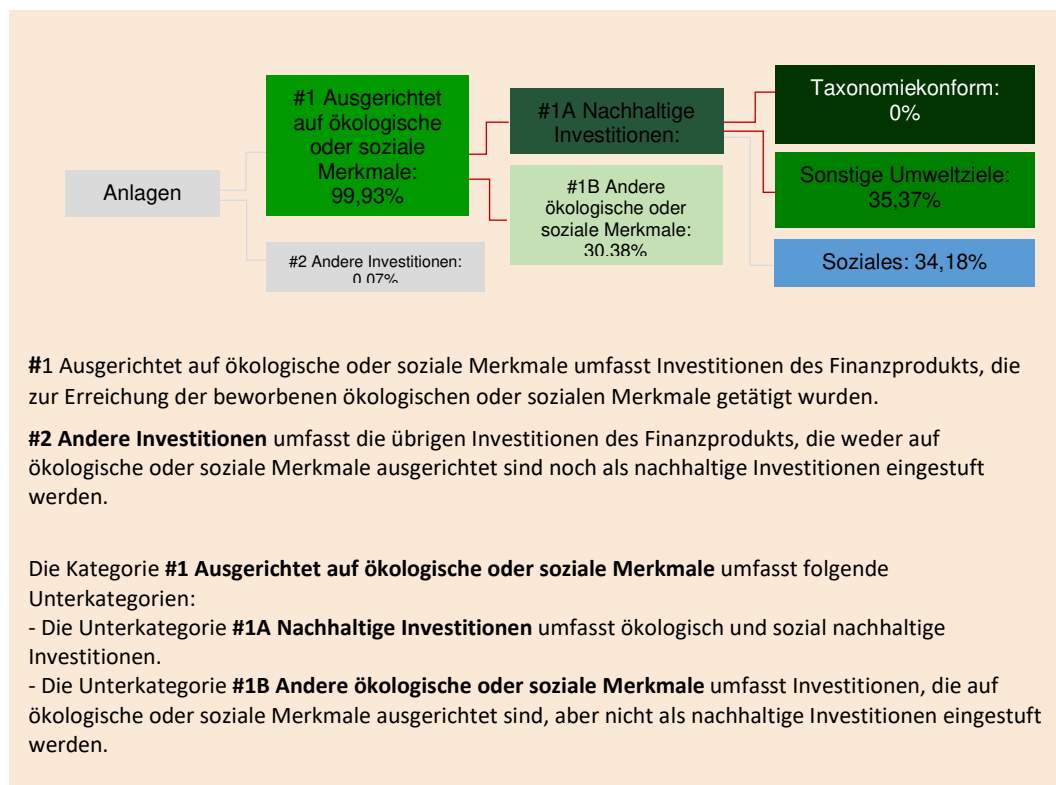 Anlagen
#1 Ausgerichtet
auf ökologische
oder soziale
Merkmale:
99,93%
#2 Andere Investitionen:
0,07%
#1A Nachhaltige
Investitionen:
#1B Andere
ökologische oder
soziale Merkmale:
30,38%
Taxonomiekonform:
0%
Sonstige Umweltziele:
35,37%
Soziales: 34,18%
#1 Ausgerichtet auf ökologische oder soziale Merkmale umfasst Investitionen des Finanzprodukts, die
zur Erreichung der beworbenen ökologischen oder sozialen Merkmale getätigt wurden.
#2 Andere Investitionen umfasst die übrigen Investitionen des Finanzprodukts, die weder auf
ökologische oder soziale Merkmale ausgerichtet sind noch als nachhaltige Investitionen eingestuft
werden.
Die Kategorie #1 Ausgerichtet auf ökologische oder soziale Merkmale umfasst folgende
Unterkategorien:
- Die Unterkategorie #1A Nachhaltige Investitionen umfasst ökologisch und sozial nachhaltige
Investitionen.
- Die Unterkategorie #1B Andere ökologische oder soziale Merkmale umfasst Investitionen, die auf
ökologische oder soziale Merkmale ausgerichtet sind, aber nicht als nachhaltige Investitionen eingestuft
werden.